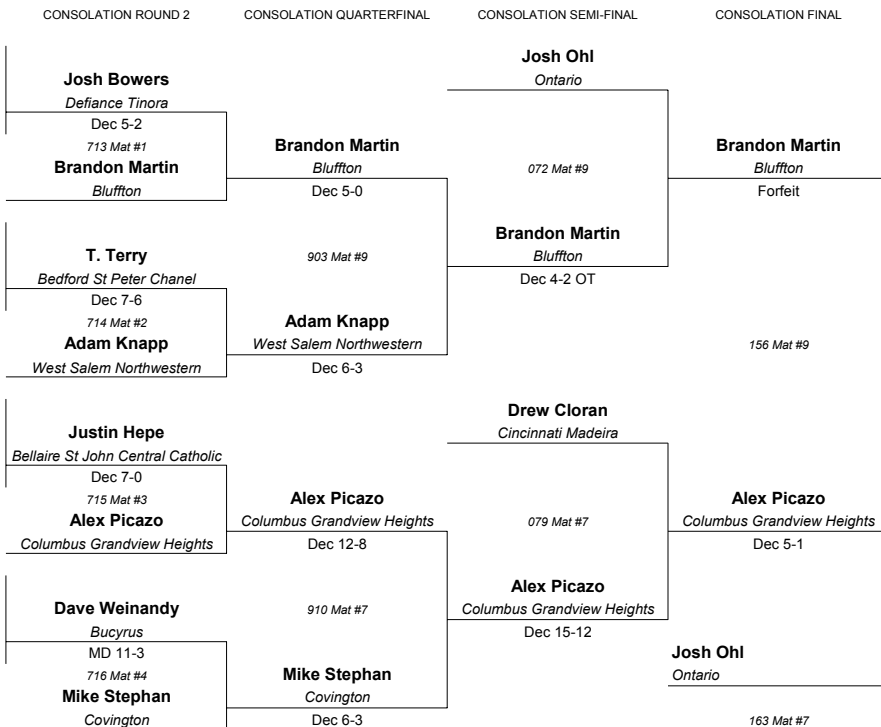 CONSOLATION ROUND 2
CONSOLATION QUARTERFINAL
CONSOLATION SEMI-FINAL
CONSOLATION FINAL
Josh Bowers
Defiance Tinora
Dec 5-2
713 Mat #1
Brandon Martin
Bluffton
T. Terry
Bedford St Peter Chanel
Dec 7-6
714 Mat #2
Adam Knapp
West Salem Northwestern
Justin Hepe
Bellaire St John Central Catholic
Dec 7-0
715 Mat #3
Alex Picazo
Columbus Grandview Heights
Dave Weinandy
Bucyrus
MD 11-3
716 Mat #4
Mike Stephan
Covington
Brandon Martin
Bluffton
Dec 5-0
903 Mat #9
Adam Knapp
West Salem Northwestern
Dec 6-3
Alex Picazo
Columbus Grandview Heights
Dec 12-8
910 Mat #7
Mike Stephan
Covington
Dec 6-3
Josh Ohl
Ontario
072 Mat #9
Brandon Martin
Bluffton
Dec 4-2 OT
Drew Cloran
Cincinnati Madeira
079 Mat #7
Alex Picazo
Columbus Grandview Heights
Dec 15-12
Brandon Martin
Bluffton
Forfeit
156 Mat #9
Alex Picazo
Columbus Grandview Heights
Dec 5-1
Josh Ohl
Ontario
163 Mat #7